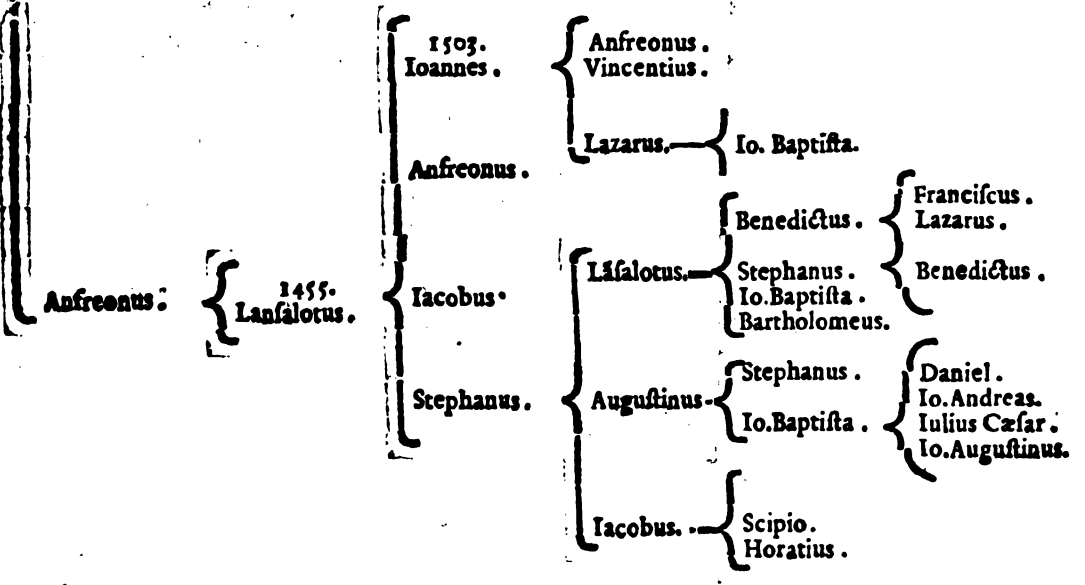 Anfreonus.
1455.
Lanſalotus.
1503.
Ioannes.
Anfreonus.
Iacobus.
Stephanus.
Anfreonus.
Vincentius.
Lazarus.
Io. Baptiſta.
Lãſalotus.
Benedictus.
Stephanus.
Io.Baptiſta.
Bartholomeus.
Franciſcus.
Lazarus.
Benedictus.
Auguſtinus.
Stephanus.
Io.Baptiſta.
Daniel.
Io.Andreas.
Iulius Cæſar.
Io.Auguſtinus.
Iacobus.
Scipio.
Horatius.